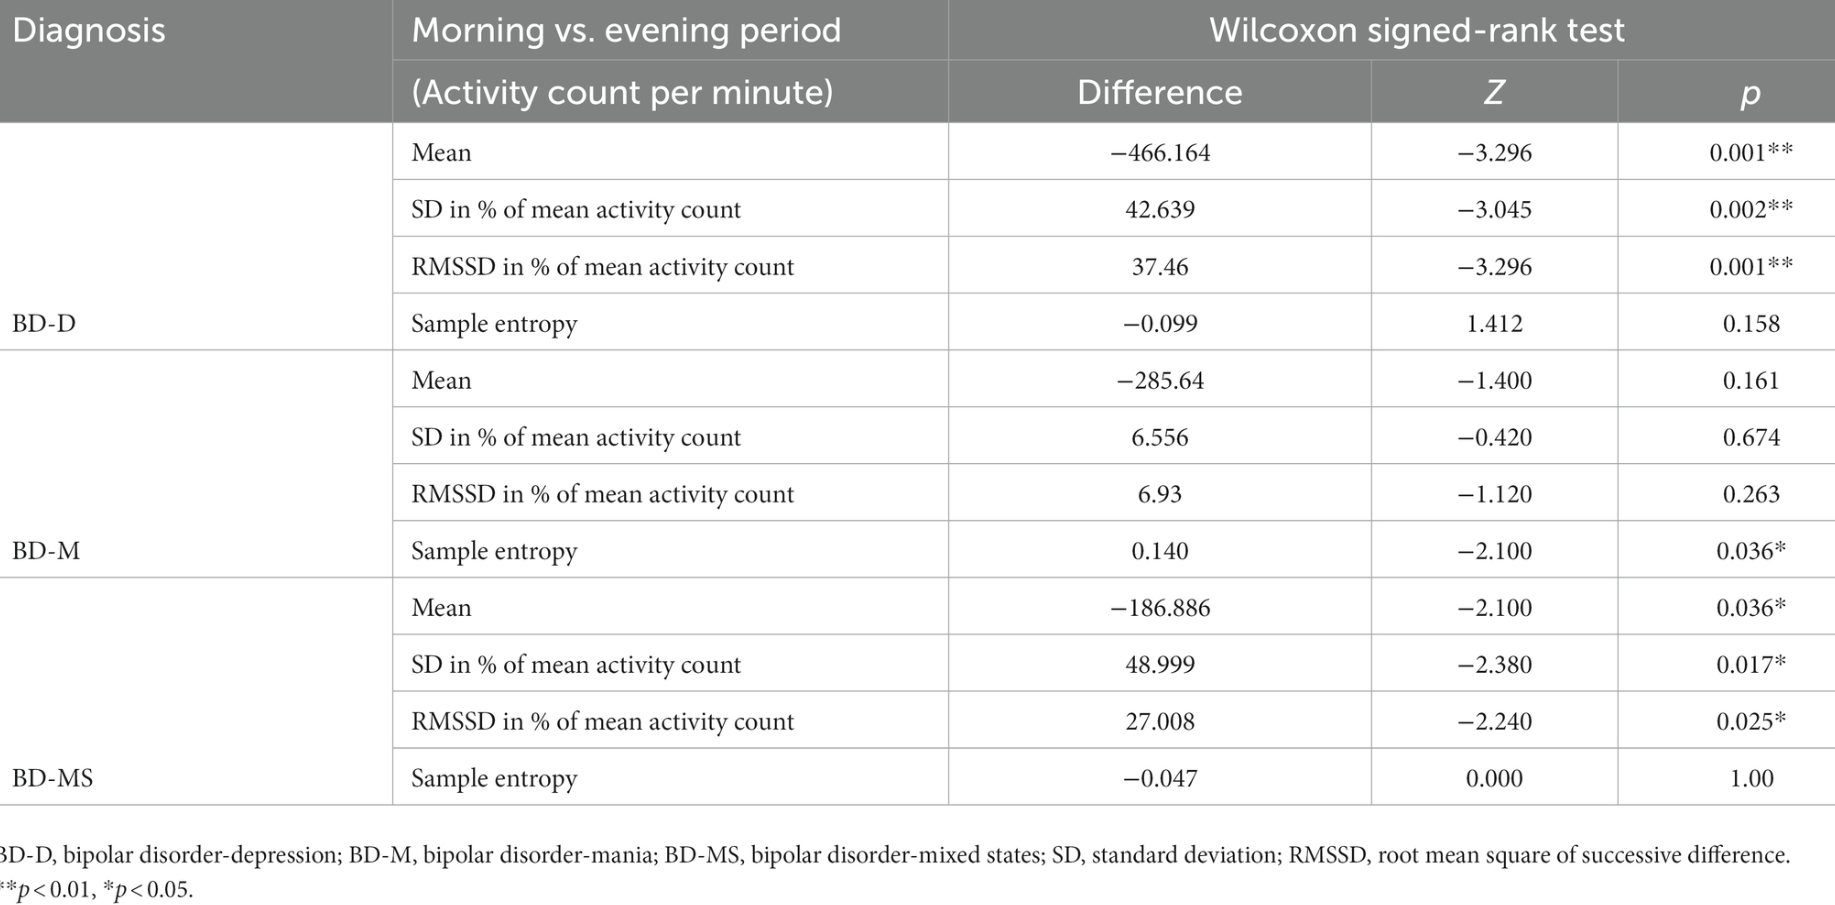 Diagnosis Morning vs. evening period Wilcoxon signed-rank test
(Activity count per minute) Difference Z p
Mean −466.164 −3.296 0.001**
SD in % of mean activity count 42.639 −3.045 0.002**
RMSSD in % of mean activity count 37.46 −3.296 0.001**
BD-D Sample entropy −0.099 1.412 0.158
Mean −285.64 −1.400 0.161
SD in % of mean activity count 6.556 −0.420 0.674
RMSSD in % of mean activity count 6.93 −1.120 0.263
BD-M Sample entropy 0.140 −2.100 0.036*
Mean −186.886 −2.100 0.036*
SD in % of mean activity count 48.999 −2.380 0.017*
RMSSD in % of mean activity count 27.008 −2.240 0.025*
BD-MS Sample entropy −0.047 0.000 1.00
BD-D, bipolar disorder-depression; BD-M, bipolar disorder-mania; BD-MS, bipolar disorder-mixed states; SD, standard deviation; RMSSD, root mean square of successive difference.
**p < 0.01, *p < 0.05.